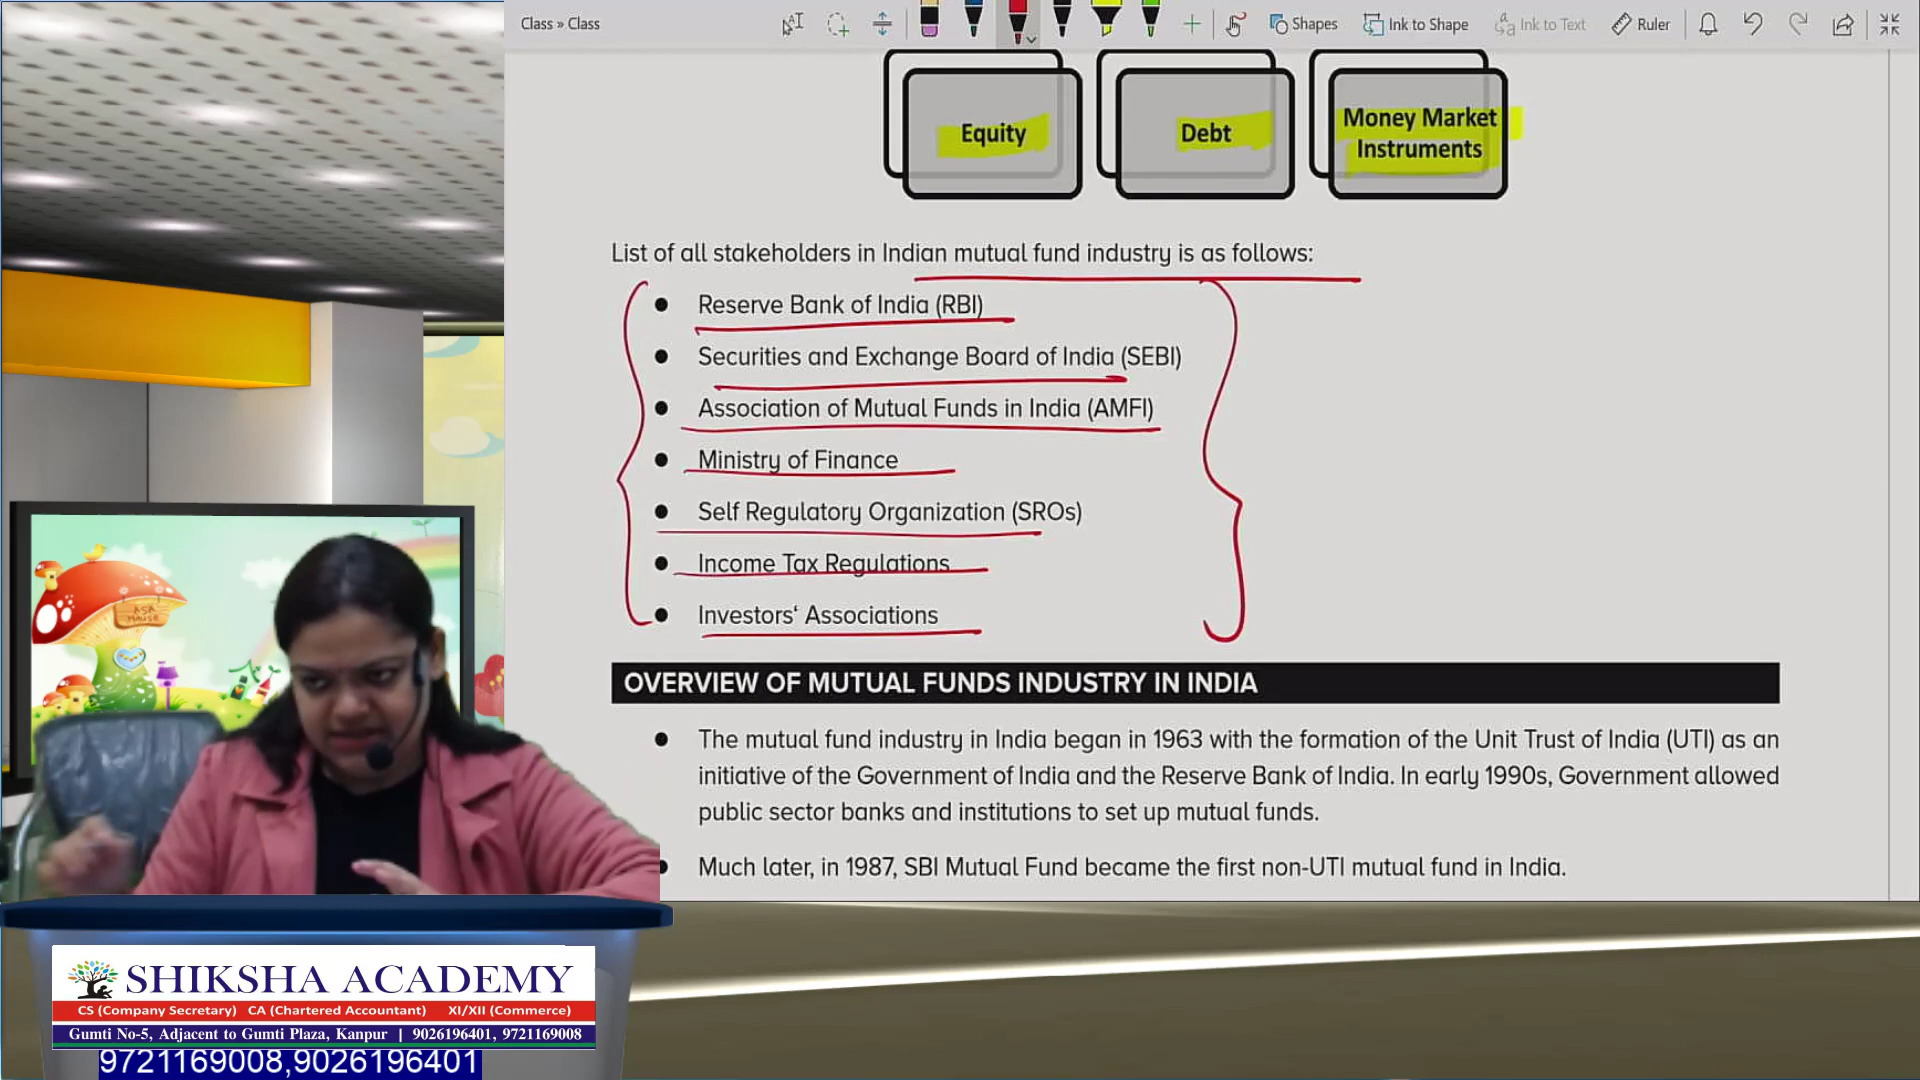 Class » Class
Shapes
Ink to Shape
Ink to Text
Ruler
Equity
Debt
Money Market
Instruments
List of all stakeholders in Indian mutual fund industry is as follows:
● Reserve Bank of India (RBI)
● Securities and Exchange Board of India (SEBI)
● Association of Mutual Funds in India (AMFI)
● Ministry of Finance
● Self Regulatory Organization (SROs)
● Income Tax Regulations
● Investors‘ Associations
OVERVIEW OF MUTUAL FUNDS INDUSTRY IN INDIA
● The mutual fund industry in India began in 1963 with the formation of the Unit Trust of India (UTI) as an
initiative of the Government of India and the Reserve Bank of India. In early 1990s, Government allowed
public sector banks and institutions to set up mutual funds.
● Much later, in 1987, SBI Mutual Fund became the first non-UTI mutual fund in India.
SHIKSHA ACADEMY
CS (Company Secretary) CA (Chartered Accountant) XI/XII (Commerce)
Gumti No-5, Adjacent to Gumti Plaza, Kanpur | 9026196401, 9721169008
9721169008,9026196401